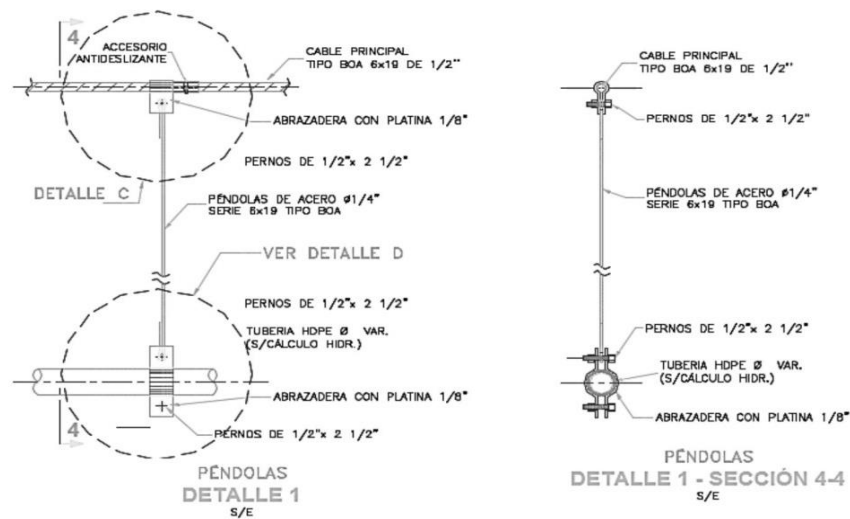 4
ACCESORIO
ANTIDESLIZANTE
CABLE PRINCIPAL
TIPO BOA 6x19 DE 1/2"
ABRAZADERA CON PLATINA 1/8"
PERNOS DE 1/2"x 2 1/2"
DETALLE C
PÉNDOLAS DE ACERO ø1/4"
SERIE 6x19 TIPO BOA
VER DETALLE D
PERNOS DE 1/2"x 2 1/2"
TUBERIA HDPE Ø VAR.
(S/CÁLCULO HIDR.)
ABRAZADERA CON PLATINA 1/8"
4
PERNOS DE 1/2"x 2 1/2"
PÉNDOLAS
DETALLE 1
S/E
CABLE PRINCIPAL
TIPO BOA 6x19 DE 1/2"
PERNOS DE 1/2"x 2 1/2"
PÉNDOLAS DE ACERO ø1/4"
SERIE 6x19 TIPO BOA
PERNOS DE 1/2"x 2 1/2"
TUBERIA HDPE Ø VAR.
(S/CÁLCULO HIDR.)
ABRAZADERA CON PLATINA 1/8"
PÉNDOLAS
DETALLE 1 - SECCIÓN 4-4
S/E